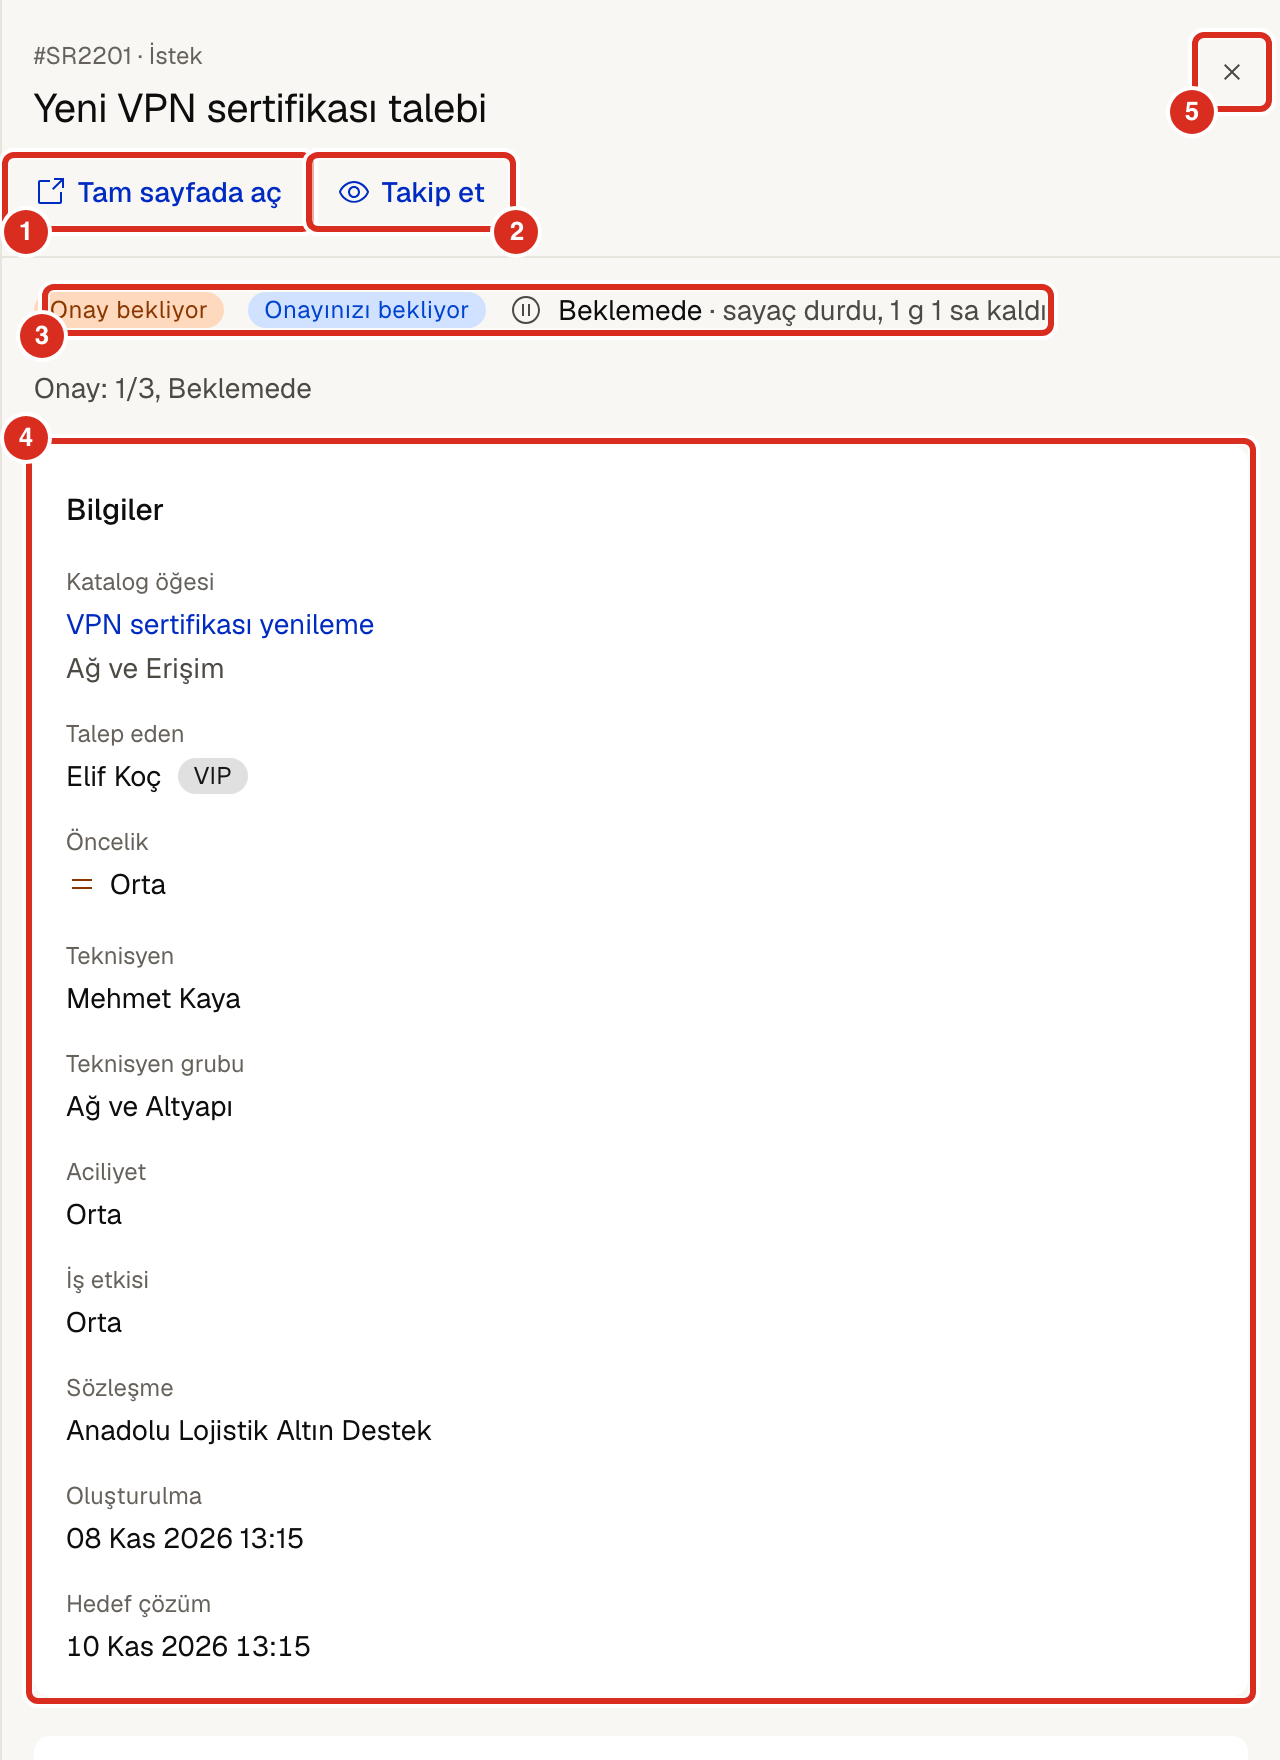 #SR2201 · İstek
Yeni VPN sertifikası talebi
5
Tam sayfada aç
Takip et
1
2
Onay bekliyor
Onayınızı bekliyor
Beklemede · sayaç durdu, 1 g 1 sa kaldı
3
Onay: 1/3, Beklemede
4
Bilgiler
Katalog öğesi
VPN sertifikası yenileme
Ağ ve Erişim
Talep eden
Elif Koç VIP
Öncelik
Orta
Teknisyen
Mehmet Kaya
Teknisyen grubu
Ağ ve Altyapı
Aciliyet
Orta
İş etkisi
Orta
Sözleşme
Anadolu Lojistik Altın Destek
Oluşturulma
08 Kas 2026 13:15
Hedef çözüm
10 Kas 2026 13:15